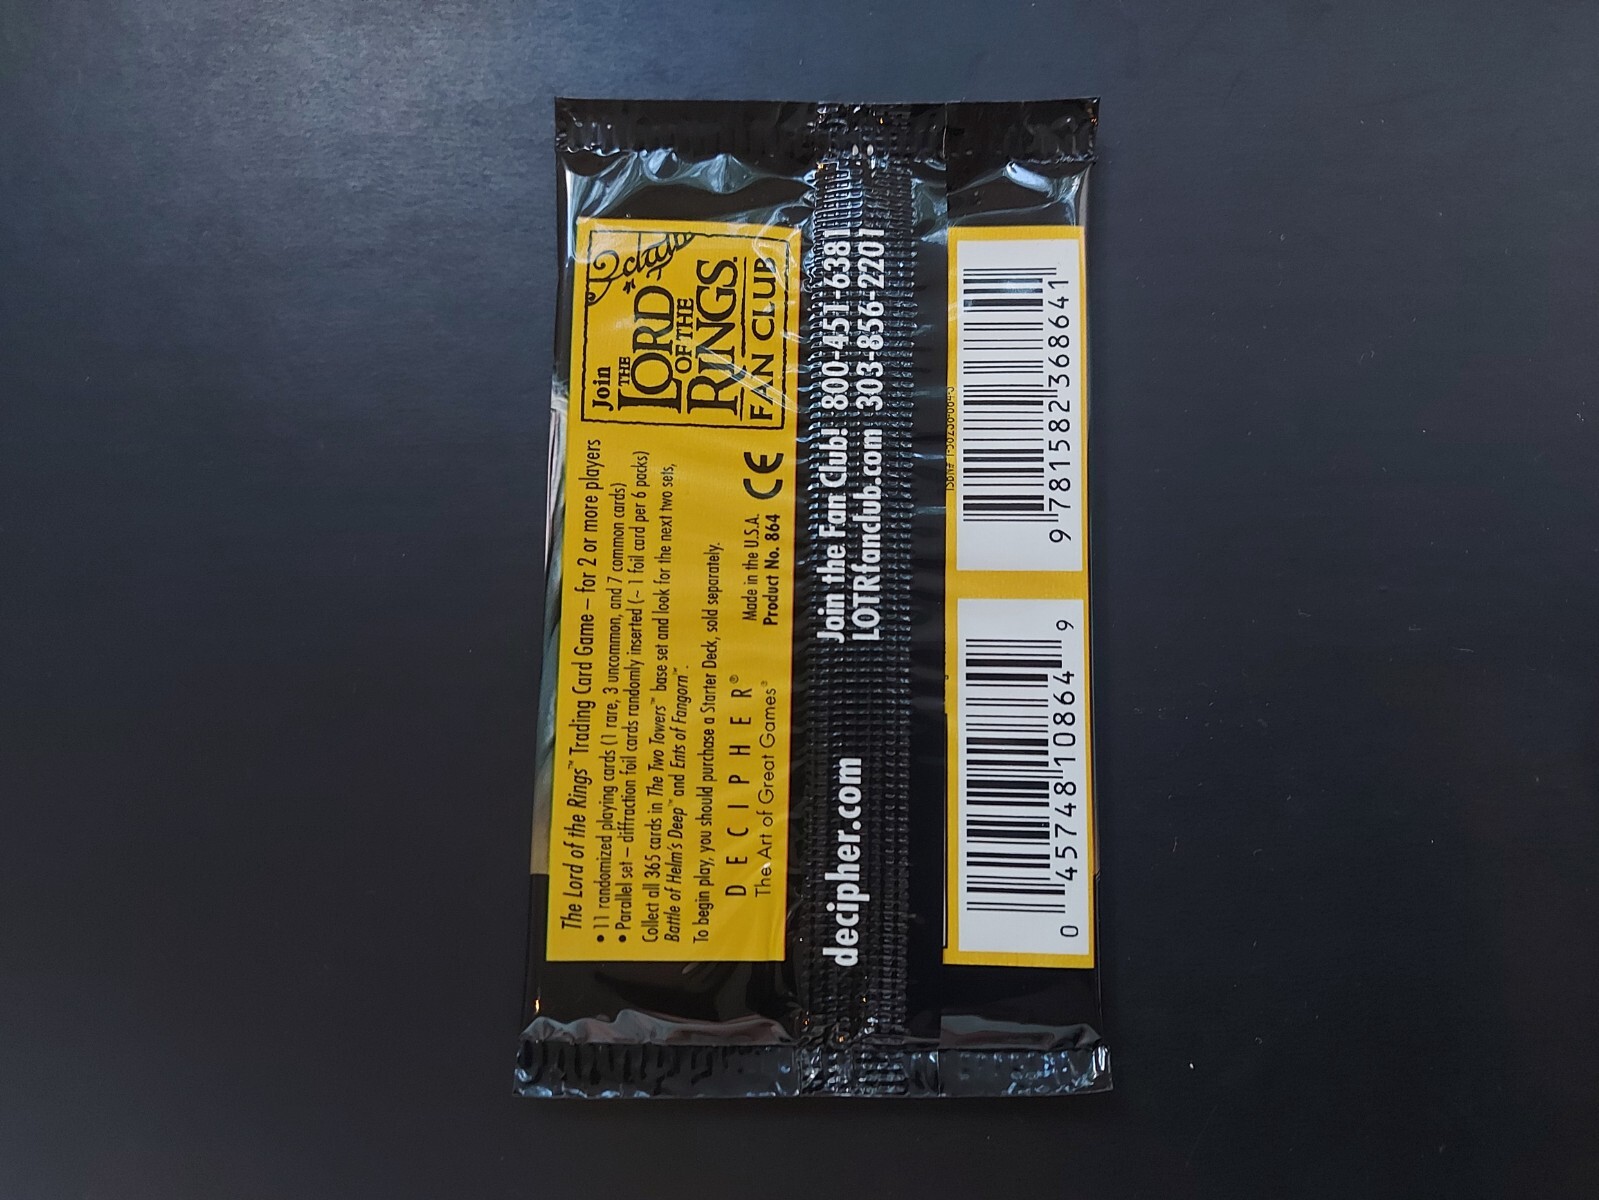 The Lord of the Rings™ Trading Card Game – for 2 or more players
• 11 randomized playing cards (1 rare, 3 uncommon, and 7 common cards)
• Parallel set – diffraction foil cards randomly inserted (~ 1 foil card per 6 packs)
Collect all 365 cards in The Two Towers™ base set and look for the next two sets,
Battle of Helm's Deep™ and Ents of Fangorn™.
To begin play, you should purchase a Starter Deck, sold separately.
DECIPHER®
The Art of Great Games®
Made in the U.S.A.
Product No. 864
CE
Join
THE
LORD
OF THE
RINGS
FAN CLUB
club
decipher.com
Join the Fan Club! 800-451-6381
LOTRfanclub.com 303-856-2201
0 45748 10864 9
9 781582 368641